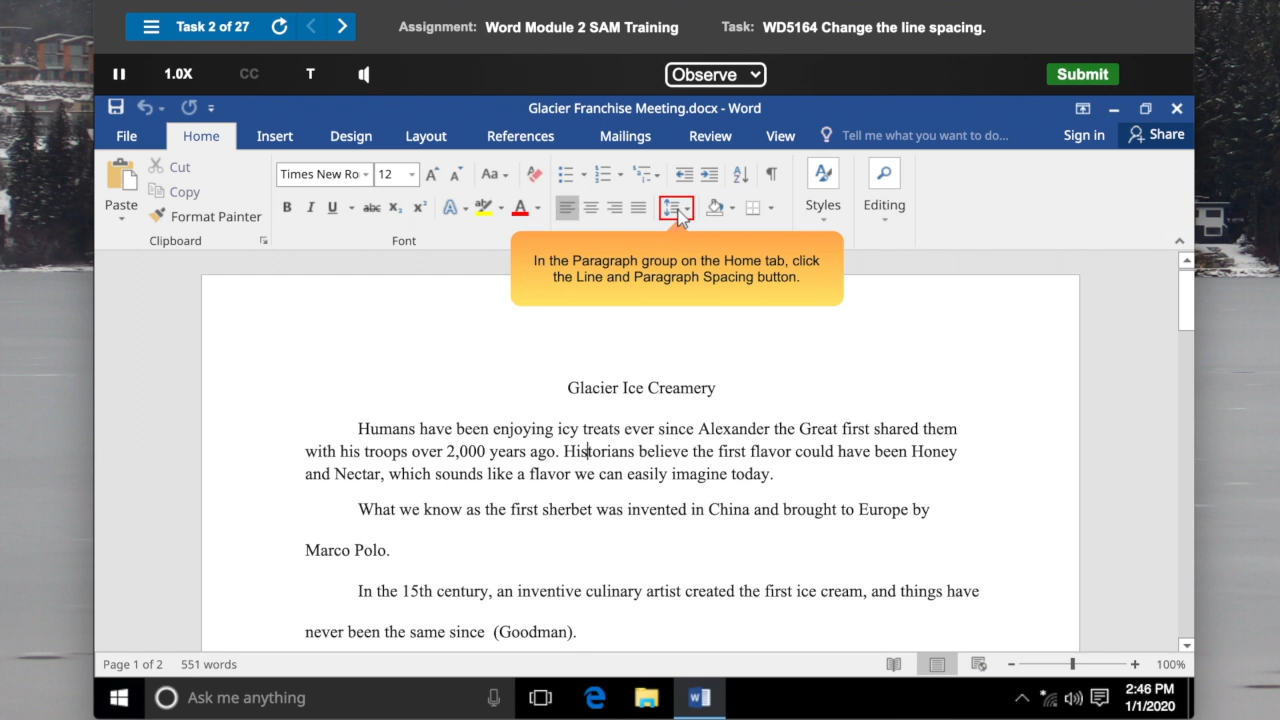 Task 2 of 27
Assignment: Word Module 2 SAM Training
Task: WD5164 Change the line spacing.
1.0X
CC
T
Observe
Submit
Glacier Franchise Meeting.docx - Word
File
Home
Insert
Design
Layout
References
Mailings
Review
View
Tell me what you want to do...
Sign in
Share
Paste
Cut
Copy
Format Painter
Clipboard
Times New Ro
12
Aa
B I U abc X₂ X²
A
Font
Styles
Editing
In the Paragraph group on the Home tab, click
the Line and Paragraph Spacing button.
Glacier Ice Creamery
Humans have been enjoying icy treats ever since Alexander the Great first shared them
with his troops over 2,000 years ago. Historians believe the first flavor could have been Honey
and Nectar, which sounds like a flavor we can easily imagine today.
What we know as the first sherbet was invented in China and brought to Europe by
Marco Polo.
In the 15th century, an inventive culinary artist created the first ice cream, and things have
never been the same since (Goodman).
Page 1 of 2
551 words
100%
Ask me anything
2:46 PM
1/1/2020